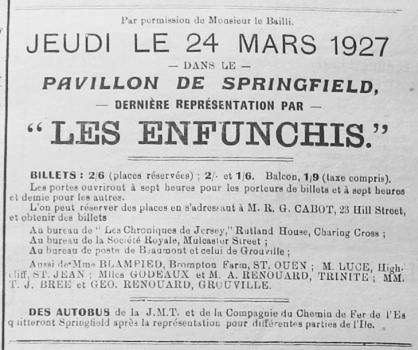 Par permission de Monsieur le Bailli.
JEUDI LE 24 MARS 1927
— DANS LE —
PAVILLON DE SPRINGFIELD,
— DERNIÈRE REPRÉSENTATION PAR —
“LES ENFUNCHIS.”
BILLETS : 2/6 (places réservées) ; 2/- et 1/6. Balcon, 1/9 (taxe compris).
Les portes ouvriront à sept heures pour les porteurs de billets et à sept heures
et demie pour les autres.
L'on peut réserver des places en s'adressant à M. R. G. CABOT, 23 Hill Street,
et obtenir des billets
Au bureau de "Les Chroniques de Jersey," Rutland House, Charing Cross ;
Au bureau de la Société Royale, Mulcaster Street ;
Au bureau de poste de Beaumont et celui de Grouville ;
Aussi de Mme BLAMPIED, Brompton Farm, ST. OUEN ; M. LUCE, High-
cliff, ST. JEAN ; Mlles GODEAUX et M. A. RENOUARD, TRINITE ; MM.
T. J. BREE et GEO. RENOUARD, GROUVILLE.
DES AUTOBUS de la J.M.T. et de la Compagnie du Chemin de Fer de l'Es
quitteront Springfield après la représentation pour différentes parties de l'Ile.